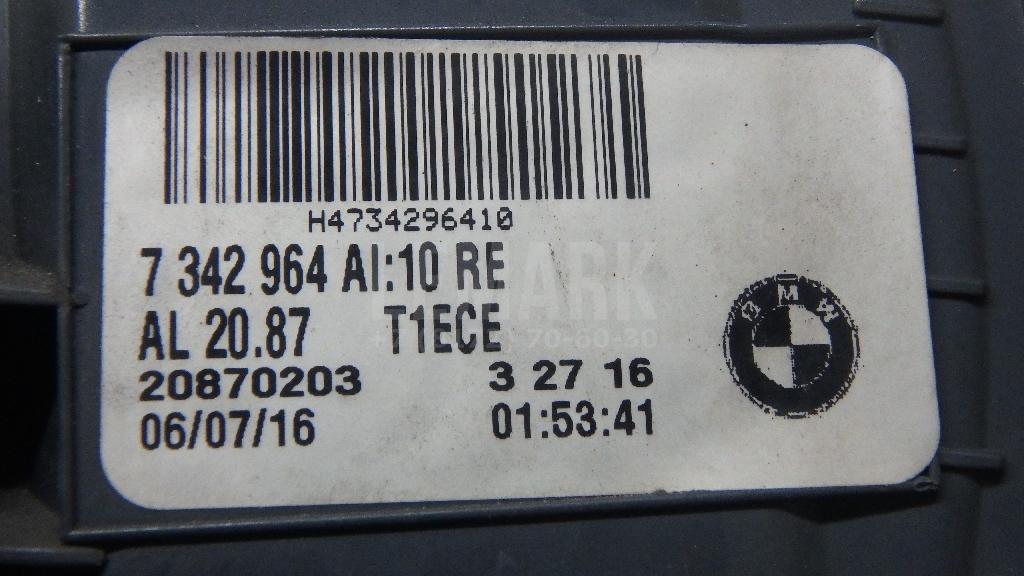 H4734296410
7 342 964 AI:10 RE
AL 20.87 T1ECE
20870203 3 27 16
06/07/16 01:53:41
BMW